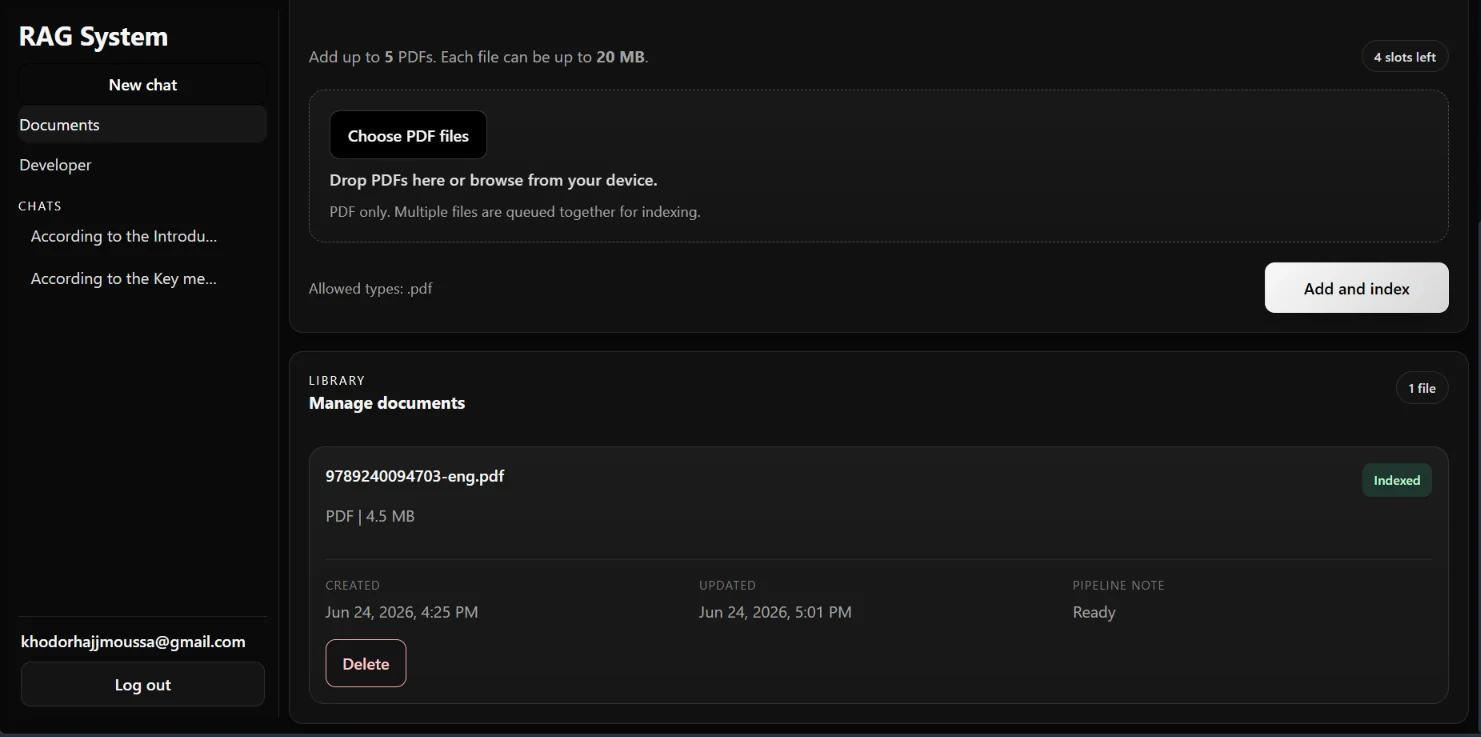 RAG System
New chat
Documents
Developer
CHATS
According to the Introdu...
According to the Key me...
khodorhajjmoussa@gmail.com
Log out
Add up to 5 PDFs. Each file can be up to 20 MB.
4 slots left
Choose PDF files
Drop PDFs here or browse from your device.
PDF only. Multiple files are queued together for indexing.
Allowed types: .pdf
Add and index
LIBRARY
Manage documents
1 file
9789240094703-eng.pdf
Indexed
PDF | 4.5 MB
CREATED
Jun 24, 2026, 4:25 PM
UPDATED
Jun 24, 2026, 5:01 PM
PIPELINE NOTE
Ready
Delete